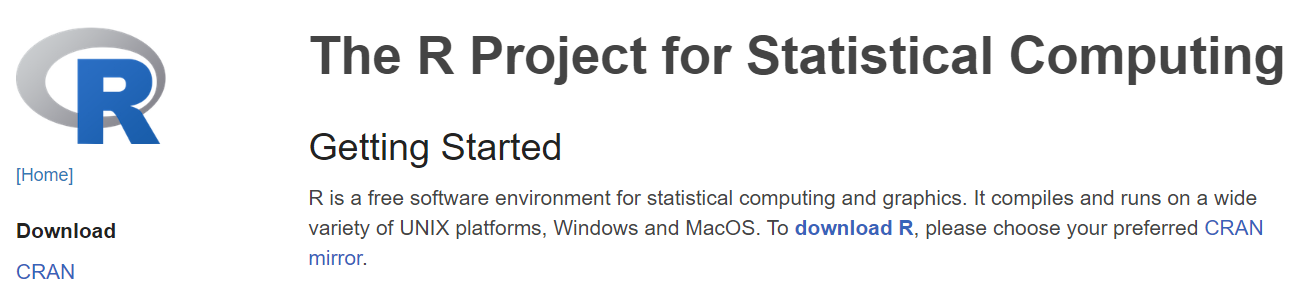 R
[Home]
Download
CRAN
The R Project for Statistical Computing
Getting Started
R is a free software environment for statistical computing and graphics. It compiles and runs on a wide
variety of UNIX platforms, Windows and MacOS. To download R, please choose your preferred CRAN
mirror.